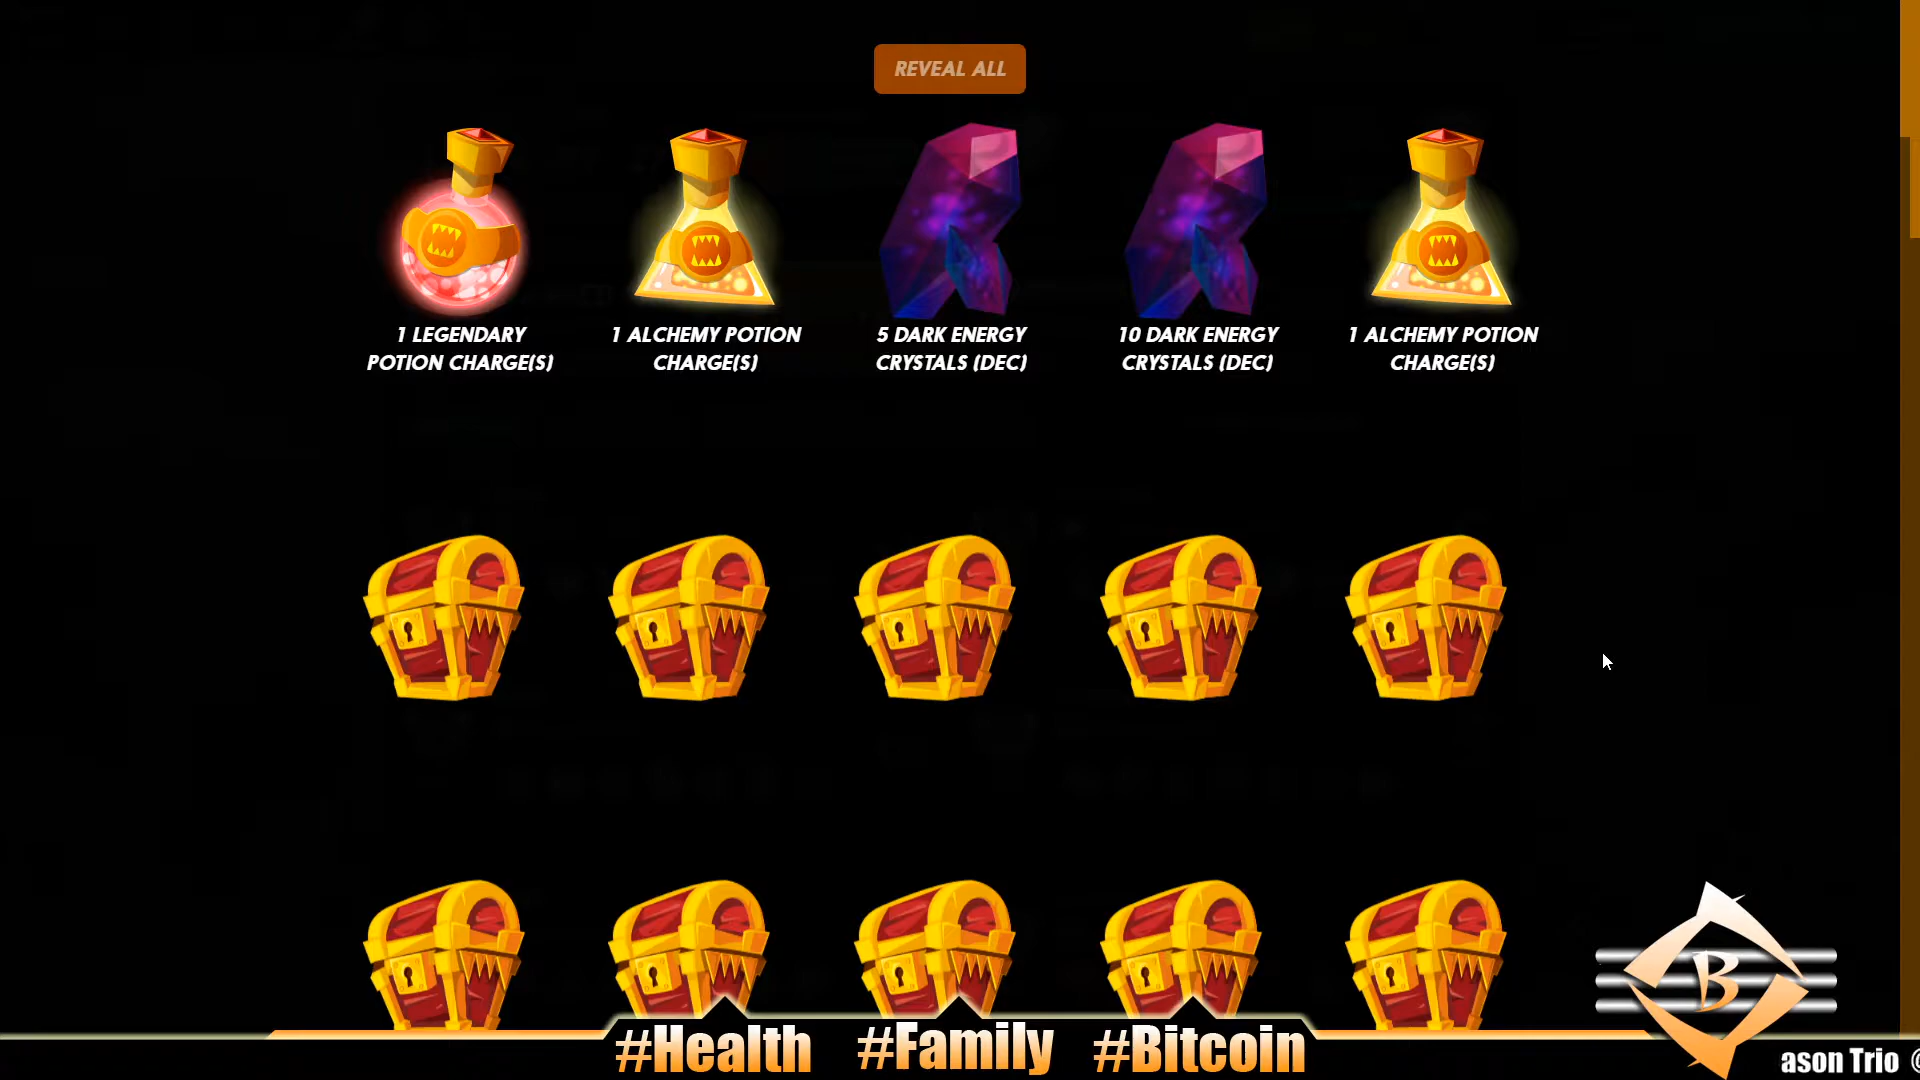 REVEAL ALL
1 LEGENDARY
POTION CHARGE(S)
1 ALCHEMY POTION
CHARGE(S)
5 DARK ENERGY
CRYSTALS (DEC)
10 DARK ENERGY
CRYSTALS (DEC)
1 ALCHEMY POTION
CHARGE(S)
B
#Health #Family #Bitcoin
ason Trio